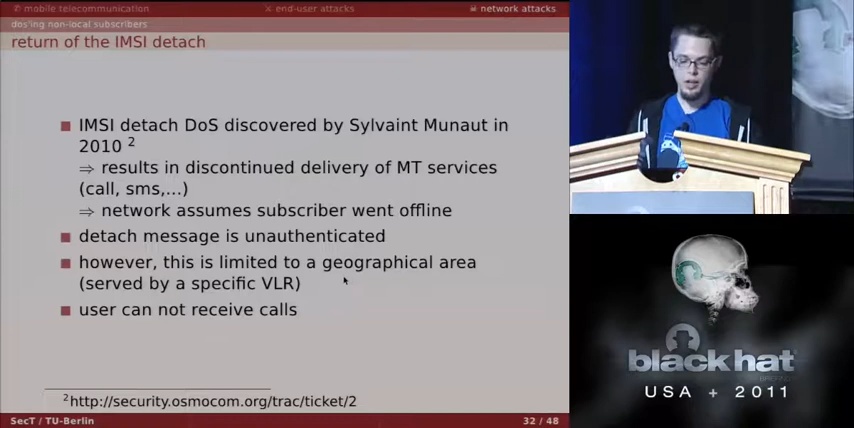 mobile telecommunication end-user attacks network attacks
dos'ing non-local subscribers
return of the IMSI detach
IMSI detach DoS discovered by Sylvaint Munaut in
2010 2
⇒ results in discontinued delivery of MT services
(call, sms,...)
⇒ network assumes subscriber went offline
detach message is unauthenticated
however, this is limited to a geographical area
(served by a specific VLR)
user can not receive calls
2http://security.osmocom.org/trac/ticket/2
SecT / TU-Berlin 32 / 48
black hat
USA + 2011